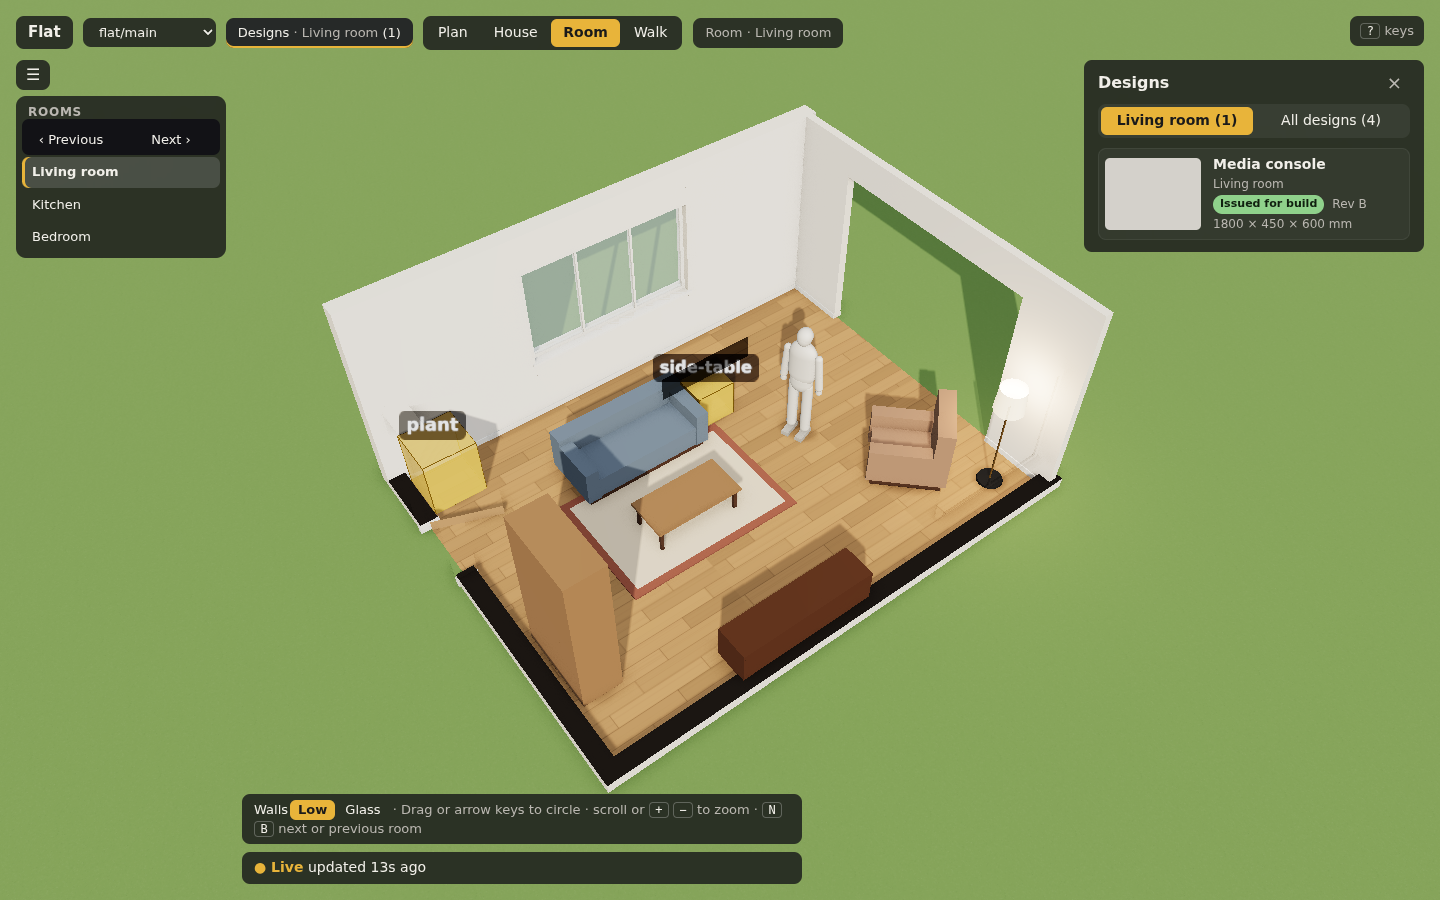 Flat
flat/main
Designs · Living room (1)
Plan House Room Walk
Room · Living room
? keys
☰
ROOMS
‹ Previous Next ›
Living room
Kitchen
Bedroom
Designs ×
Living room (1) All designs (4)
Media console
Living room
Issued for build Rev B
1800 × 450 × 600 mm
side-table
plant
Walls Low Glass · Drag or arrow keys to circle · scroll or + − to zoom · N
B next or previous room
Live updated 13s ago